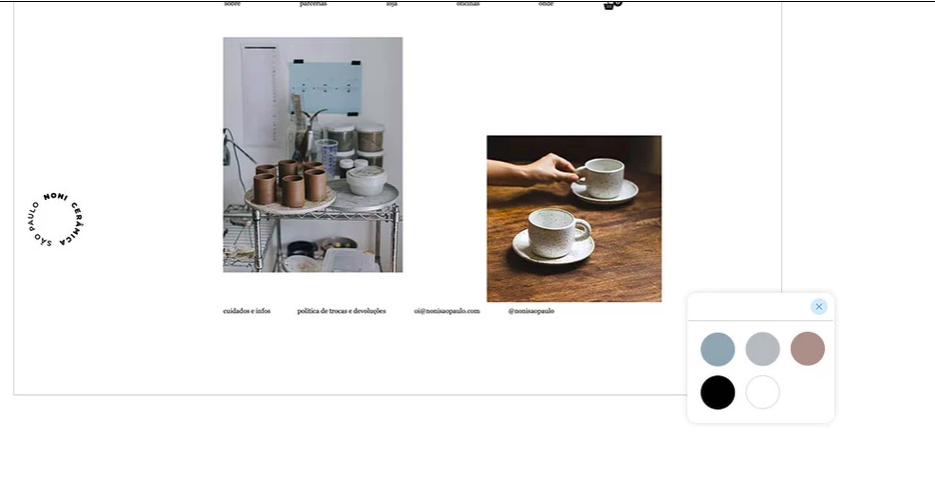 sobre parcerias loja oficinas onde
NONI CERÂMICA SÃO PAULO
cuidados e infos política de trocas e devoluções oi@nonisaopaulo.com @nonisaopaulo